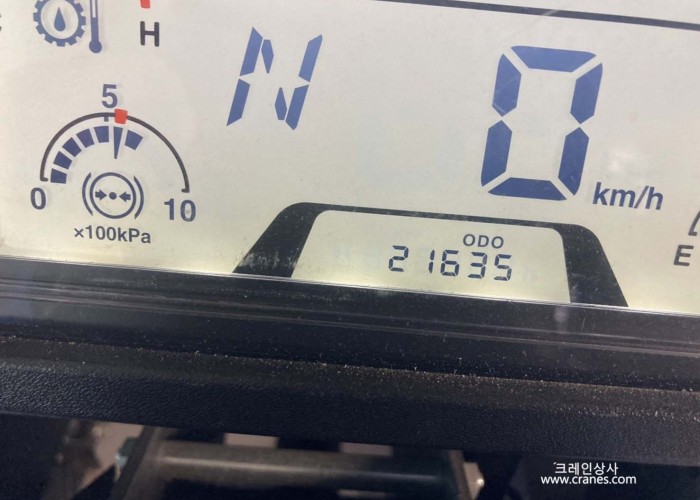 H
N
0
km/h
5
0
10
×100kPa
ODO
21635
E
크레인상사
www.cranes.com